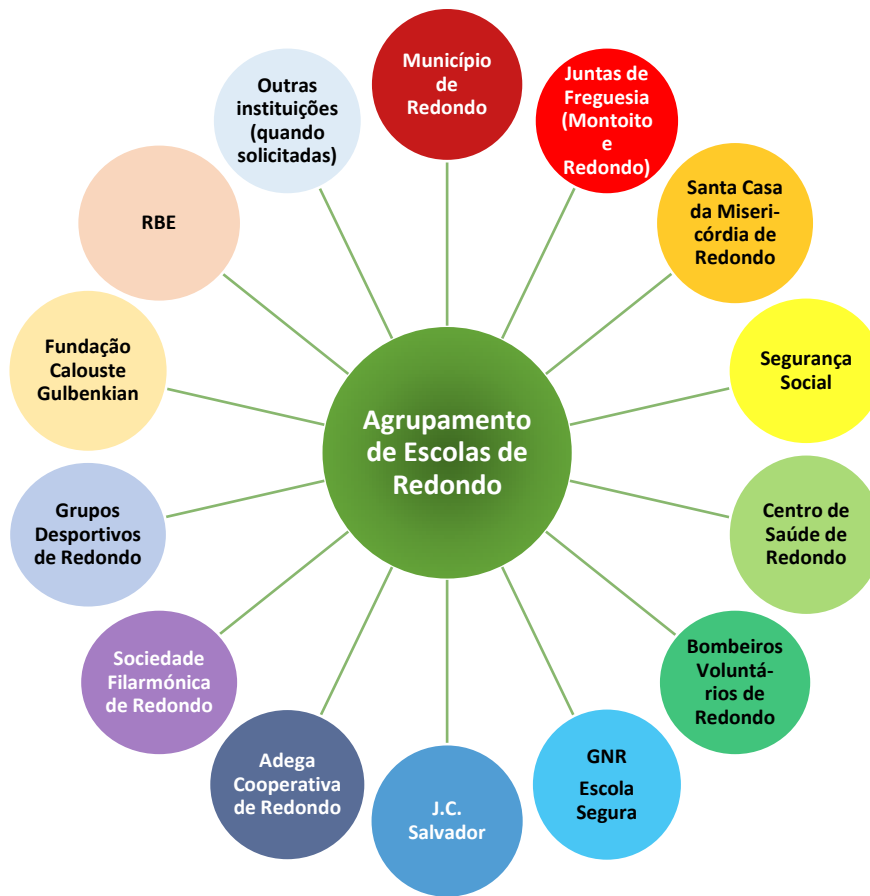 Município
de
Redondo
Juntas de
Freguesia
(Montoito
e
Redondo)
Santa Casa
da Miseri-
córdia de
Redondo
Segurança
Social
Centro de
Saúde de
Redondo
Bombeiros
Voluntá-
rios de
Redondo
GNR
Escola
Segura
J.C.
Salvador
Adega
Cooperativa
de Redondo
Sociedade
Filarmónica
de Redondo
Grupos
Desportivos
de Redondo
Fundação
Calouste
Gulbenkian
RBE
Outras
instituições
(quando
solicitadas)
Agrupamento
de Escolas de
Redondo